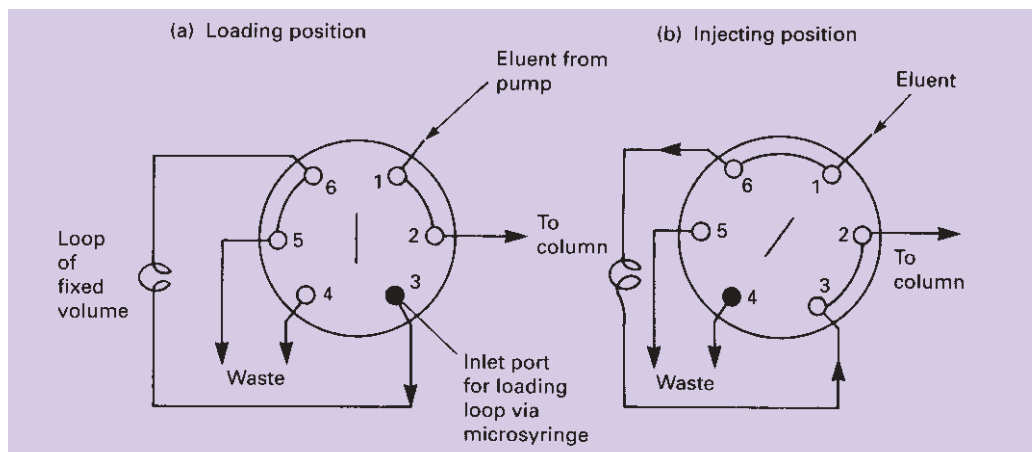 (a) Loading position
Eluent from
pump
6
1
5
2
4
3
To
column
Loop
of
fixed
volume
Waste
Inlet port
for loading
loop via
microsyringe
(b) Injecting position
Eluent
6
1
5
2
4
3
To
column
Waste